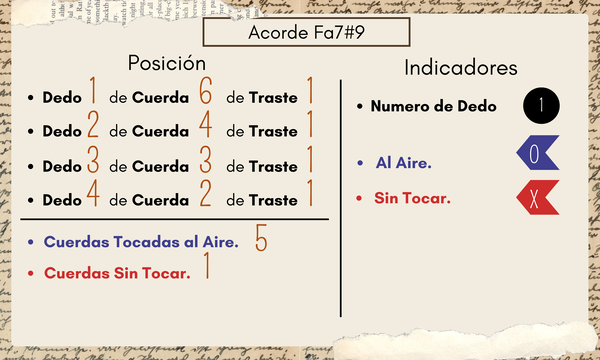 Acorde Fa7#9
Posición
• Dedo 1 de Cuerda 6 de Traste 1
• Dedo 2 de Cuerda 4 de Traste 1
• Dedo 3 de Cuerda 3 de Traste 1
• Dedo 4 de Cuerda 2 de Traste 1
• Cuerdas Tocadas al Aire. 5
• Cuerdas Sin Tocar. 1
Indicadores
• Numero de Dedo 1
• Al Aire. O
• Sin Tocar. X